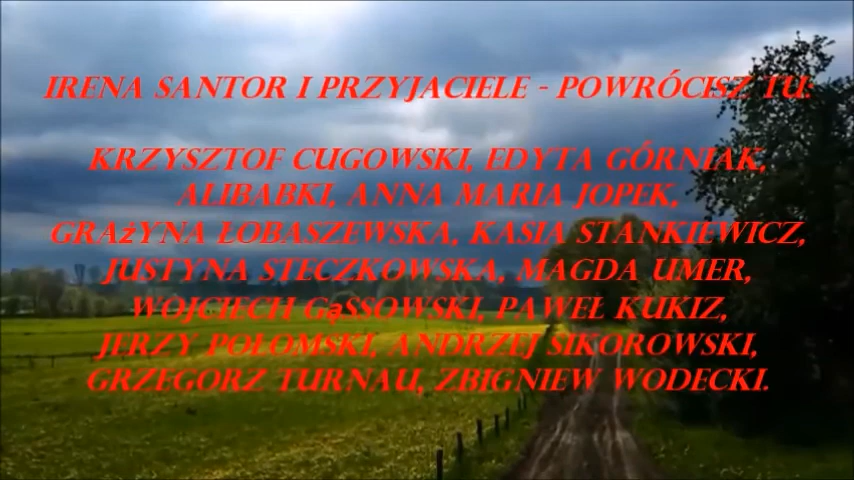 IRENA SANTOR I PRZYJACIELE - POWRÓCISZ TU:
KRZYSZTOF CUGOWSKI, EDYTA GÓRNIAK,
ALIBABKI, ANNA MARIA JOPEK,
GRAŻYNA ŁOBASZEWSKA, KASIA STANKIEWICZ,
JUSTYNA STECZKOWSKA, MAGDA UMER,
WOJCIECH GĄSSOWSKI, PAWEŁ KUKIZ,
JERZY POŁOMSKI, ANDRZEJ SIKOROWSKI,
GRZEGORZ TURNAU, ZBIGNIEW WODECKI.